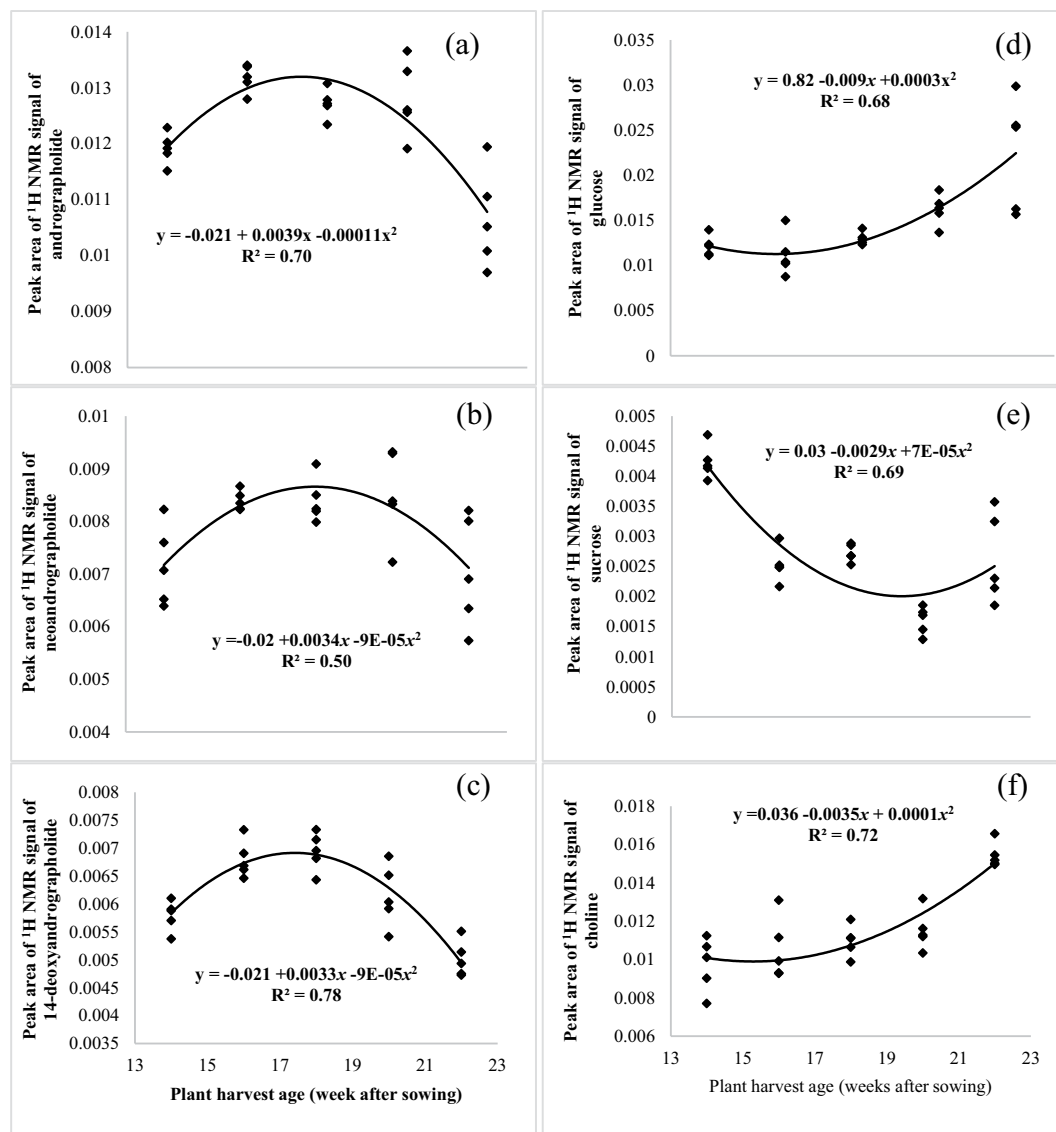 (a)
Peak area of ¹H NMR signal of
andrographolide
0.014
0.013
0.012
0.011
0.01
0.009
0.008
y = -0.021 + 0.0039x -0.00011x²
R² = 0.70
(b)
Peak area of ¹H NMR signal of
neoandrographolide
0.01
0.009
0.008
0.007
0.006
0.005
0.004
y =-0.02 +0.0034x -9E-05x²
R² = 0.50
(c)
Peak area of ¹H NMR signal of
14-deoxyandrographolide
0.008
0.0075
0.007
0.0065
0.006
0.0055
0.005
0.0045
0.004
0.0035
y = -0.021 +0.0033x -9E-05x²
R² = 0.78
13 15 17 19 21 23
Plant harvest age (week after sowing)
(d)
Peak area of ¹H NMR signal of
glucose
0.035
0.03
0.025
0.02
0.015
0.01
0.005
0
y = 0.82 -0.009x +0.0003x²
R² = 0.68
(e)
Peak area of ¹H NMR signal of
sucrose
0.005
0.0045
0.004
0.0035
0.003
0.0025
0.002
0.0015
0.001
0.0005
0
y = 0.03 -0.0029x +7E-05x²
R² = 0.69
(f)
Peak area of ¹H NMR signal of
choline
0.018
0.016
0.014
0.012
0.01
0.008
0.006
y =0.036 -0.0035x + 0.0001x²
R² = 0.72
13 15 17 19 21 23
Plant harvest age (weeks after sowing)